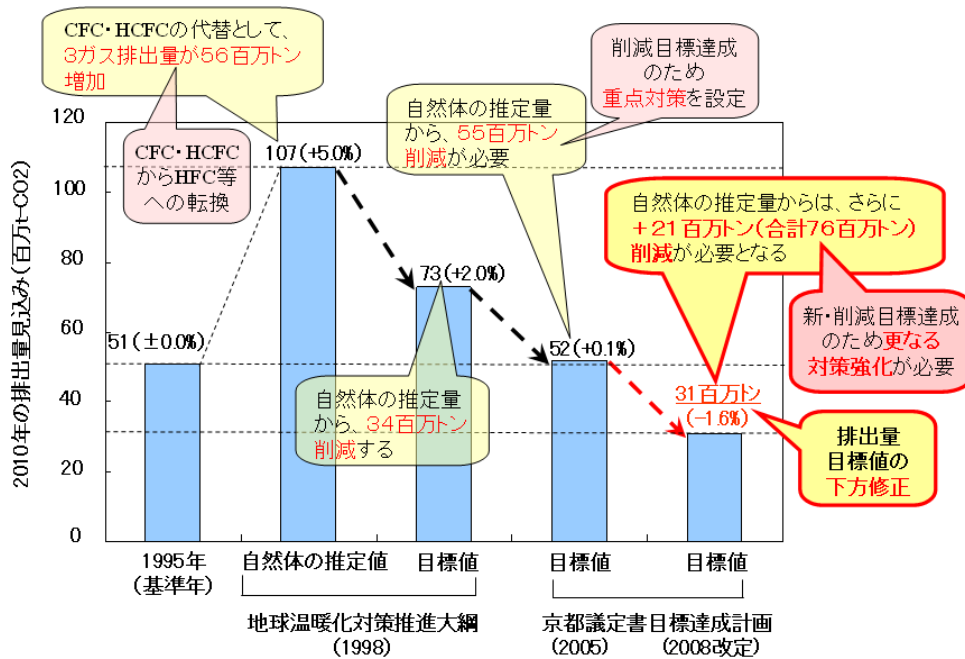 CFC・HCFCの代替として、
3ガス排出量が56百万トン
増加
削減目標達成
のため
重点対策を設定
自然体の推定量
から、55百万トン
削減が必要
CFC・HCFC
からHFC等
への転換
自然体の推定量からは、さらに
+21百万トン(合計76百万トン)
削減が必要となる
新・削減目標達成
のため更なる
対策強化が必要
自然体の推定量
から、34百万トン
削減する
排出量
目標値の
下方修正
2010年の排出量見込み(百万t-CO2)
120
100
80
60
40
20
0
51(±0.0%)
107(+5.0%)
73(+2.0%)
52(+0.1%)
31百万トン
(-1.6%)
1995年
(基準年)
自然体の推定値
目標値
目標値
目標値
地球温暖化対策推進大綱
(1998)
京都議定書目標達成計画
(2005)
(2008改定)